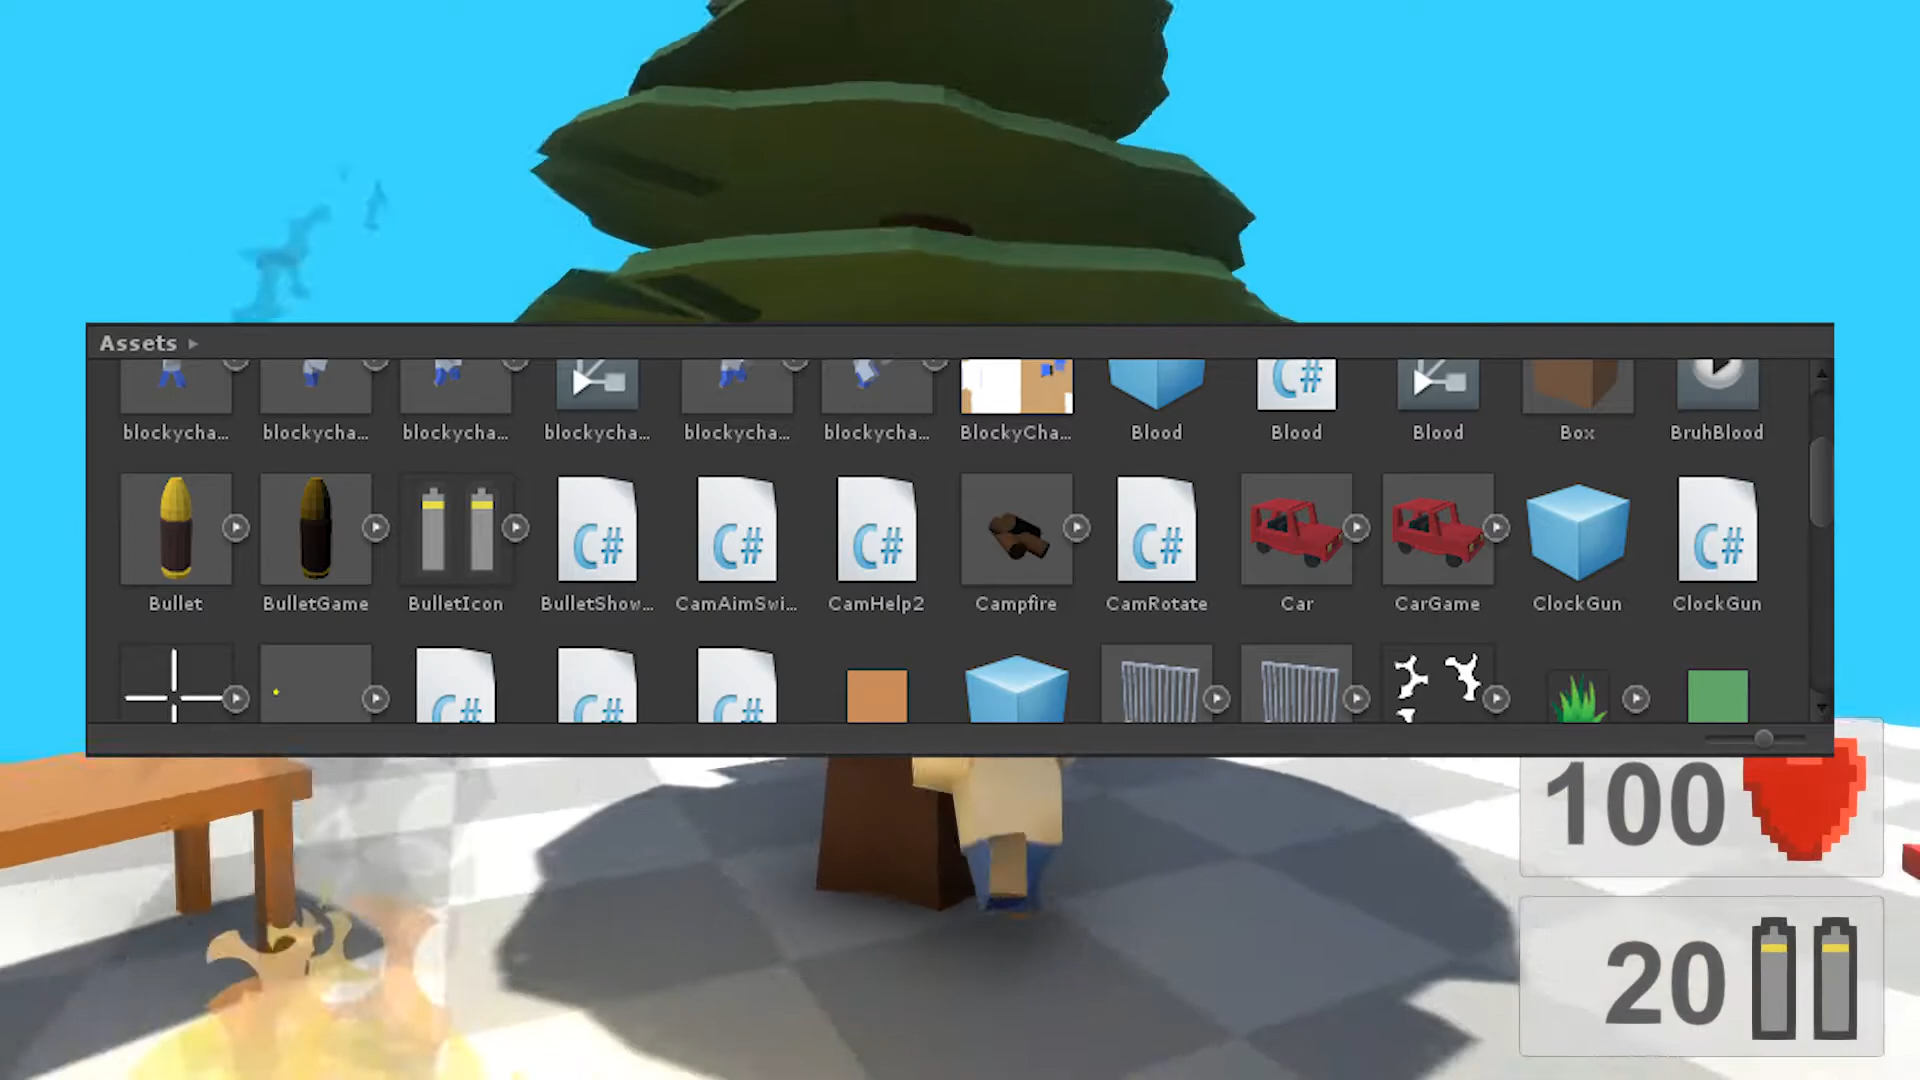 Assets
blockycha... blockycha... blockycha... blockycha... blockycha... blockycha... BlockyCha... Blood Blood Blood Box BruhBlood
C#
Bullet BulletGame BulletIcon BulletShow... CamAimSwi... CamHelp2 Campfire CamRotate Car CarGame ClockGun ClockGun
C# C# C# C# C#
C# C# C#
100
20